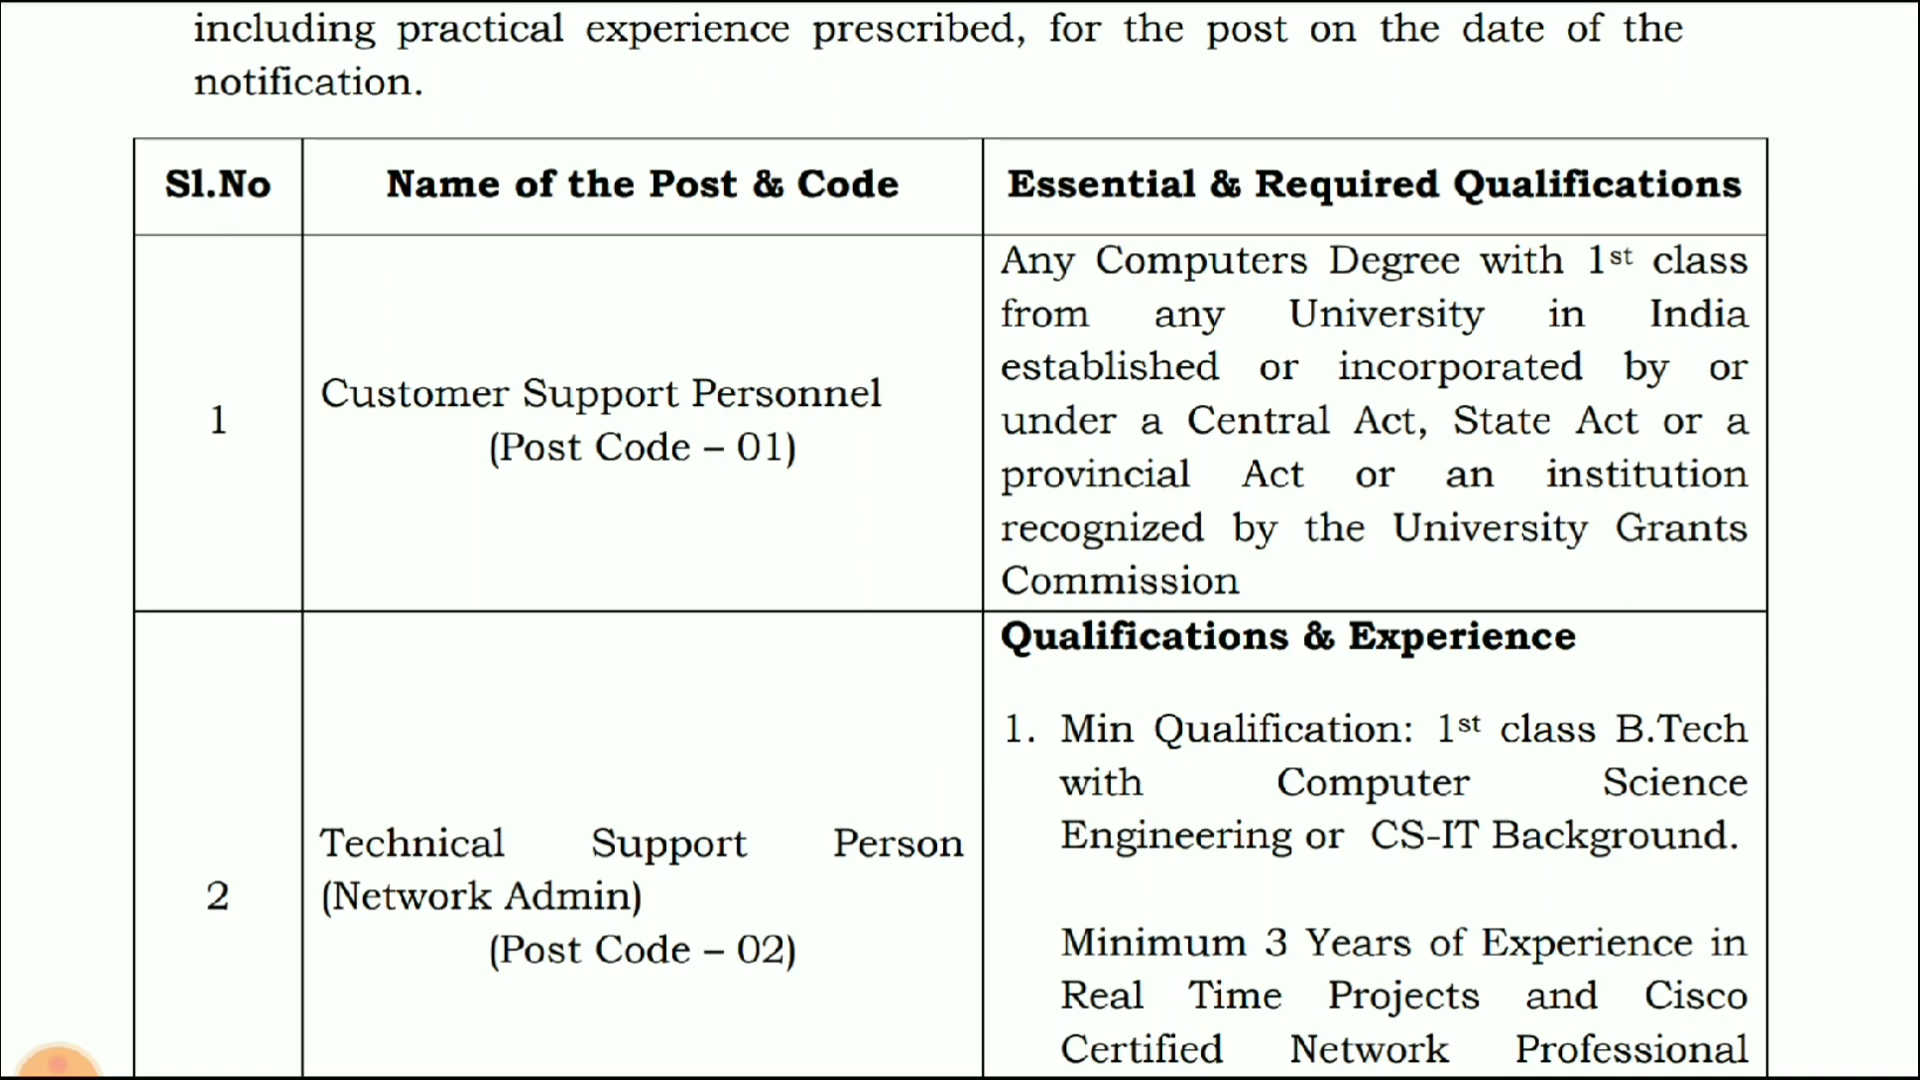 including practical experience prescribed, for the post on the date of the
notification.
Sl.No
Name of the Post & Code
Essential & Required Qualifications
1
Customer Support Personnel
(Post Code – 01)
Any Computers Degree with 1st class
from any University in India
established or incorporated by or
under a Central Act, State Act or a
provincial Act or an institution
recognized by the University Grants
Commission
2
Technical Support Person
(Network Admin)
(Post Code – 02)
Qualifications & Experience
1. Min Qualification: 1st class B.Tech
with Computer Science
Engineering or CS-IT Background.
Minimum 3 Years of Experience in
Real Time Projects and Cisco
Certified Network Professional